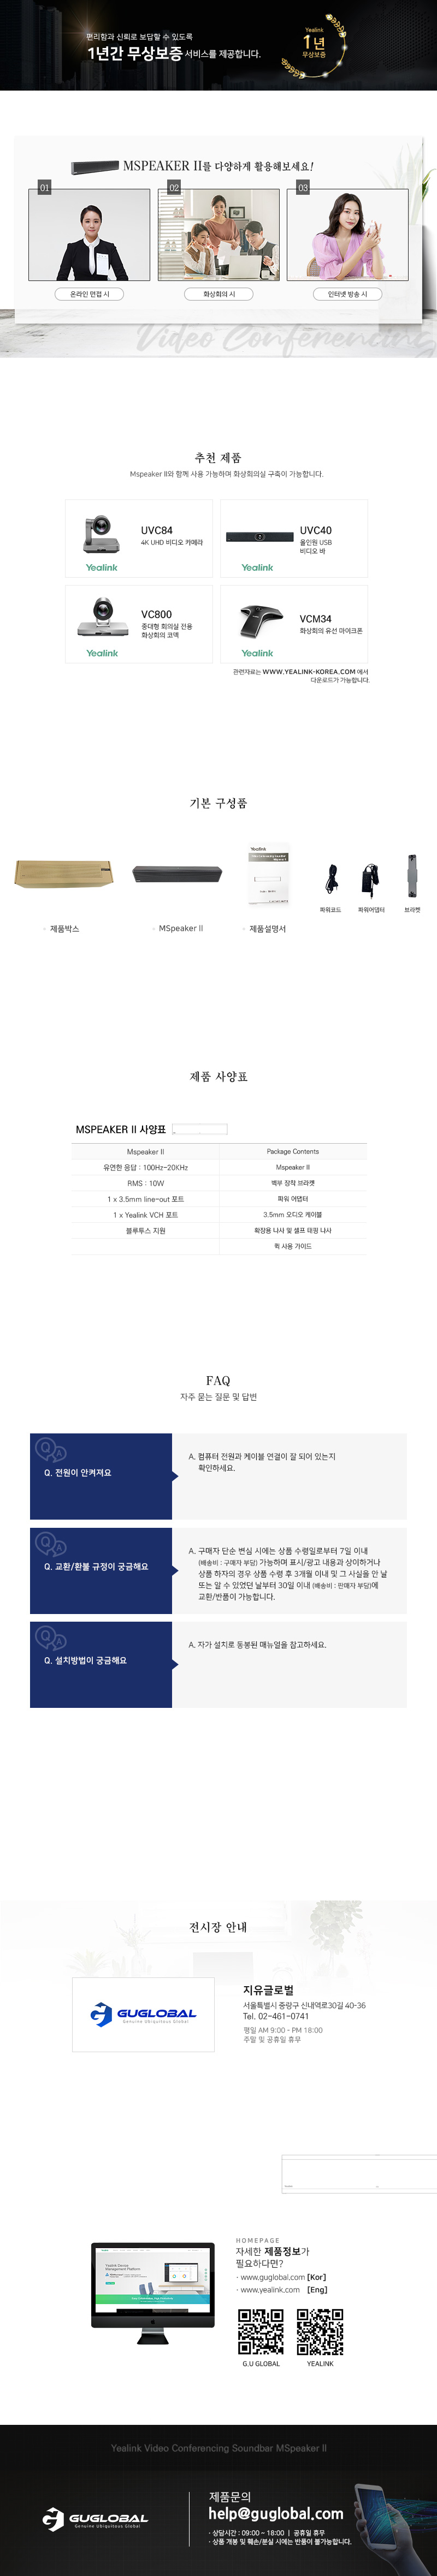 편리함과 신뢰로 보답할 수 있도록
1년간 무상보증 서비스를 제공합니다.
Yealink
1년
무상보증
MSPEAKER II를 다양하게 활용해보세요!
01
02
03
온라인 면접 시
화상회의 시
인터넷 방송 시
Video Conferencing
추천 제품
Mspeaker II와 함께 사용 가능하며 화상회의실 구축이 가능합니다.
UVC84
4K UHD 비디오 카메라
Yealink
UVC40
올인원 USB
비디오 바
Yealink
VC800
중대형 회의실 전용
화상회의 코덱
Yealink
VCM34
화상회의 유선 마이크폰
Yealink
관련자료는 WWW.YEALINK-KOREA.COM 에서
다운로드가 가능합니다.
기본 구성품
Yealink
· 제품박스
· MSpeaker II
· 제품설명서
파워코드
파워어댑터
브라켓
제품 사양표
MSPEAKER II 사양표
Mspeaker II
Package Contents
유연한 응답 : 100Hz~20KHz
Mspeaker II
RMS : 10W
벽부 장착 브라켓
1 x 3.5mm line-out 포트
파워 어댑터
1 x Yealink VCH 포트
3.5mm 오디오 케이블
블루투스 지원
확장용 나사 및 셀프 태핑 나사
퀵 사용 가이드
FAQ
자주 묻는 질문 및 답변
Q A
Q. 전원이 안켜져요
A. 컴퓨터 전원과 케이블 연결이 잘 되어 있는지
확인하세요.
Q A
Q. 교환/환불 규정이 궁금해요
A. 구매자 단순 변심 시에는 상품 수령일로부터 7일 이내
(배송비 : 구매자 부담) 가능하며 표시/광고 내용과 상이하거나
상품 하자의 경우 상품 수령 후 3개월 이내 및 그 사실을 안 날
또는 알 수 있었던 날부터 30일 이내 (배송비 : 판매자 부담)에
교환/반품이 가능합니다.
Q A
Q. 설치방법이 궁금해요
A. 자가 설치로 동봉된 매뉴얼을 참고하세요.
전시장 안내
GUGLOBAL
Genuine Ubiquitous Global
지유글로벌
서울특별시 중랑구 신내역로30길 40-36
Tel. 02-461-0741
평일 AM 9:00 - PM 18:00
주말 및 공휴일 휴무
HOMEPAGE
자세한 제품정보가
필요하다면?
· www.guglobal.com [Kor]
· www.yealink.com [Eng]
Yealink Device
Management Platform
G.U GLOBAL
YEALINK
Yealink Video Conferencing Soundbar MSpeaker II
GUGLOBAL
Genuine Ubiquitous Global
제품문의
help@guglobal.com
· 상담시간 : 09:00 ~ 18:00 | 공휴일 휴무
· 상품 개봉 및 훼손/분실 시에는 반품이 불가능합니다.